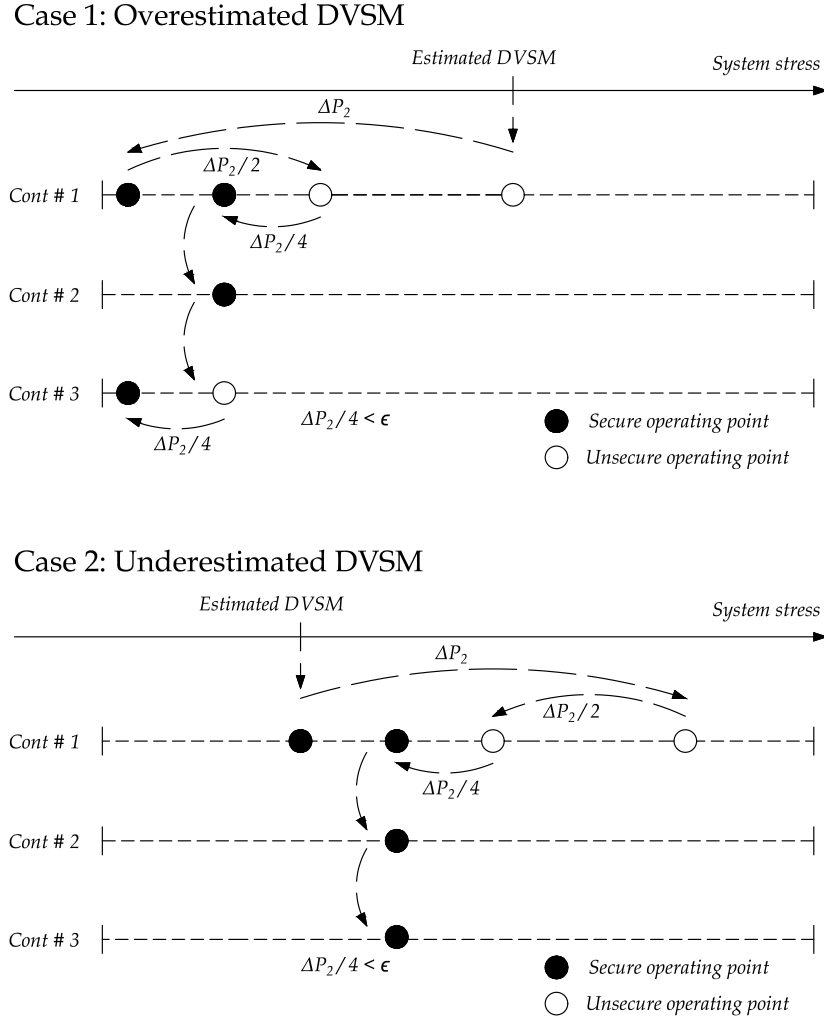 Case 1: Overestimated DVSM
Estimated DVSM
System stress
ΔP₂
ΔP₂/2
Cont # 1
ΔP₂/4
Cont # 2
Cont # 3
ΔP₂/4 < ϵ
Secure operating point
ΔP₂/4
Unsecure operating point
Case 2: Underestimated DVSM
Estimated DVSM
System stress
ΔP₂
ΔP₂/2
Cont # 1
ΔP₂/4
Cont # 2
Cont # 3
ΔP₂/4 < ϵ
Secure operating point
Unsecure operating point